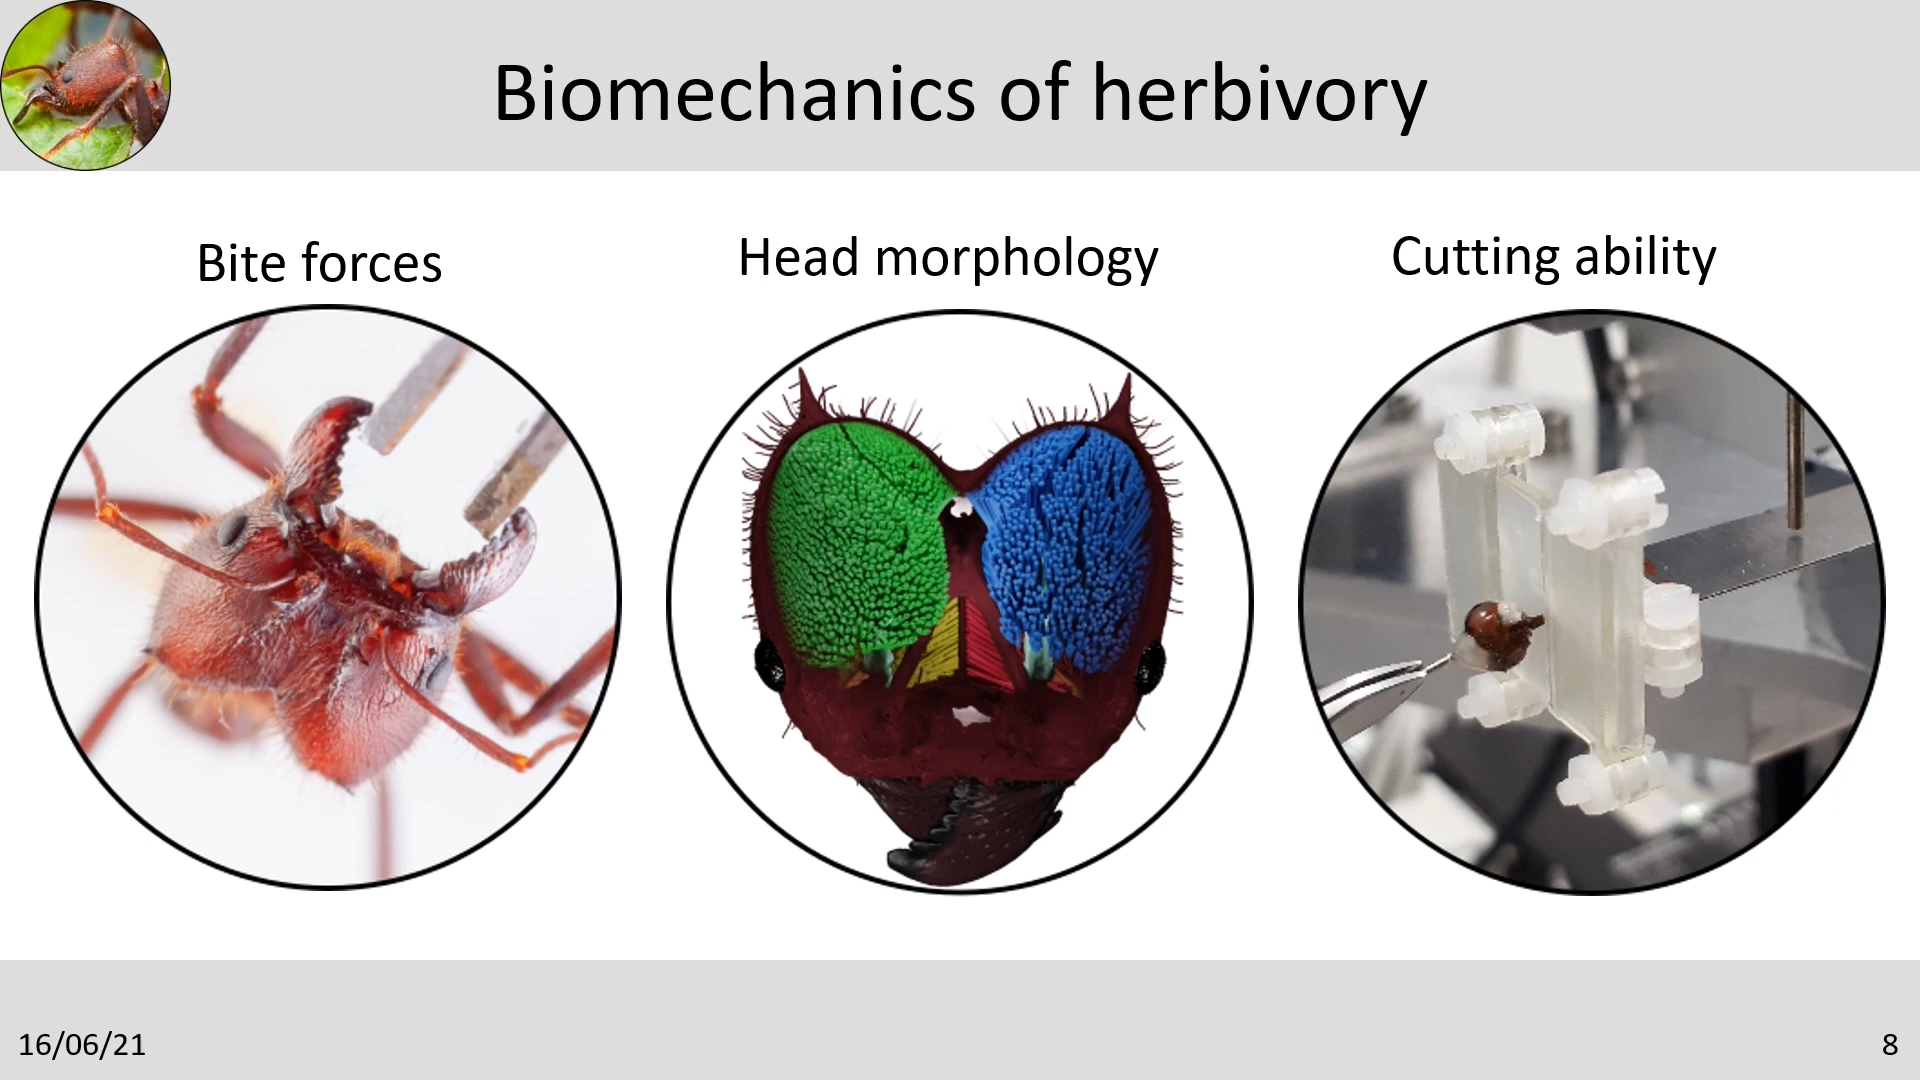 Biomechanics of herbivory
Bite forces
Head morphology
Cutting ability
16/06/21
8